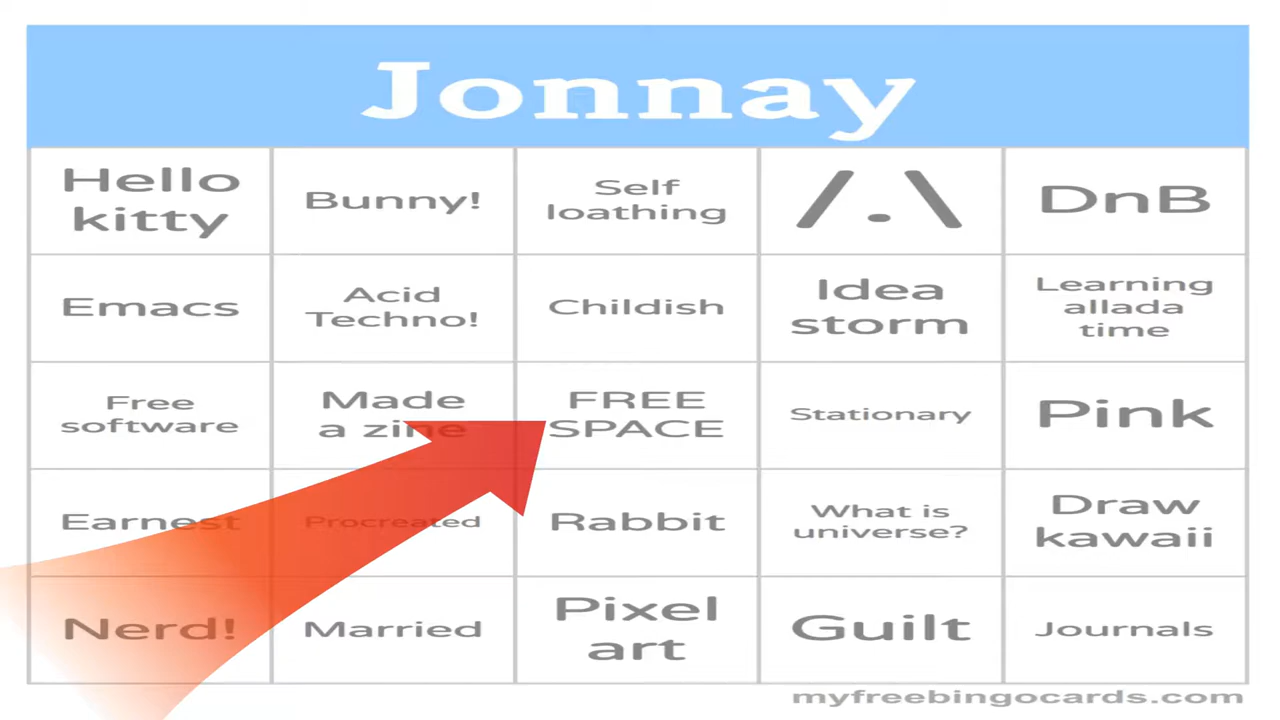 Jonnay
Hello
kitty
Bunny!
Self
loathing
/.\
DnB
Emacs
Acid
Techno!
Childish
Idea
storm
Learning
allada
time
Free
software
Made
a zine
FREE
SPACE
Stationary
Pink
Earnest
Procreated
Rabbit
What is
universe?
Draw
kawaii
Nerd!
Married
Pixel
art
Guilt
Journals
myfreebingocards.com